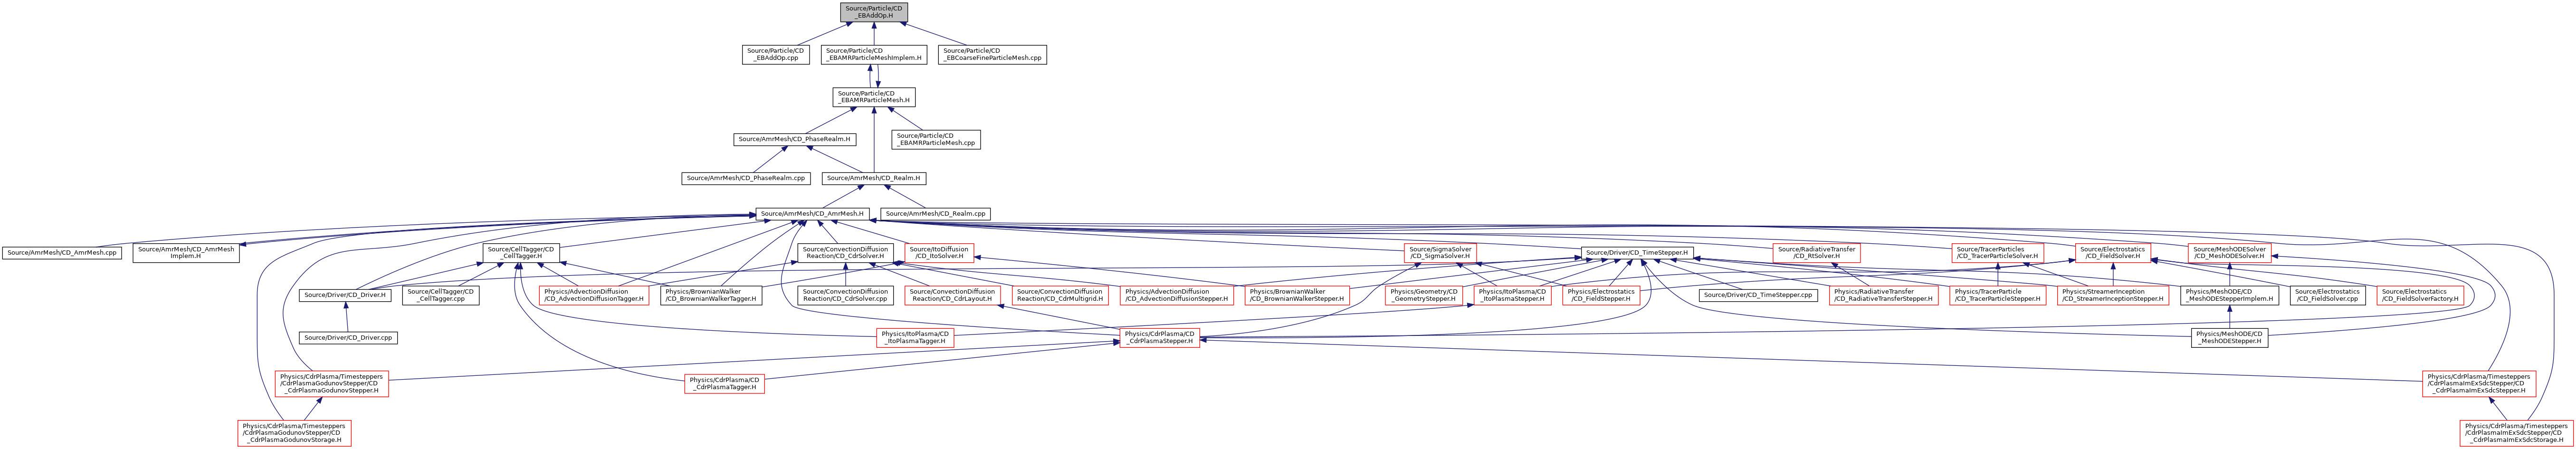 Source/Particle/CD
_EBAddOp.H
Source/Particle/CD
_EBAddOp.cpp
Source/Particle/CD
_EBAMRParticleMeshImplem.H
Source/Particle/CD
_EBCoarseFineParticleMesh.cpp
Source/Particle/CD
_EBAMRParticleMesh.H
Source/AmrMesh/CD_PhaseRealm.H
Source/Particle/CD
_EBAMRParticleMesh.cpp
Source/AmrMesh/CD_PhaseRealm.cpp
Source/AmrMesh/CD_Realm.H
Source/AmrMesh/CD_AmrMesh.H
Source/AmrMesh/CD_Realm.cpp
Source/AmrMesh/CD_AmrMesh.cpp
Source/AmrMesh/CD_AmrMesh
Implem.H
Source/CellTagger/CD
_CellTagger.H
Source/ConvectionDiffusion
Reaction/CD_CdrSolver.H
Source/ItoDiffusion
/CD_ItoSolver.H
Source/SigmaSolver
/CD_SigmaSolver.H
Source/Driver/CD_TimeStepper.H
Source/RadiativeTransfer
/CD_RtSolver.H
Source/TracerParticles
/CD_TracerParticleSolver.H
Source/Electrostatics
/CD_FieldSolver.H
Source/MeshODESolver
/CD_MeshODESolver.H
Source/Driver/CD_Driver.H
Source/CellTagger/CD
_CellTagger.cpp
Physics/AdvectionDiffusion
/CD_AdvectionDiffusionTagger.H
Physics/BrownianWalker
/CD_BrownianWalkerTagger.H
Source/ConvectionDiffusion
Reaction/CD_CdrSolver.cpp
Source/ConvectionDiffusion
Reaction/CD_CdrLayout.H
Source/ConvectionDiffusion
Reaction/CD_CdrMultigrid.H
Physics/AdvectionDiffusion
/CD_AdvectionDiffusionStepper.H
Physics/BrownianWalker
/CD_BrownianWalkerStepper.H
Physics/Geometry/CD
_GeometryStepper.H
Physics/ItoPlasma/CD
_ItoPlasmaStepper.H
Physics/Electrostatics
/CD_FieldStepper.H
Source/Driver/CD_TimeStepper.cpp
Physics/RadiativeTransfer
/CD_RadiativeTransferStepper.H
Physics/TracerParticle
/CD_TracerParticleStepper.H
Physics/StreamerInception
/CD_StreamerInceptionStepper.H
Physics/MeshODE/CD
_MeshODEStepperImplem.H
Source/Electrostatics
/CD_FieldSolver.cpp
Source/Electrostatics
/CD_FieldSolverFactory.H
Source/Driver/CD_Driver.cpp
Physics/ItoPlasma/CD
_ItoPlasmaTagger.H
Physics/CdrPlasma/CD
_CdrPlasmaStepper.H
Physics/MeshODE/CD
_MeshODEStepper.H
Physics/CdrPlasma/Timesteppers
/CdrPlasmaGodunovStepper/CD
_CdrPlasmaGodunovStepper.H
Physics/CdrPlasma/CD
_CdrPlasmaTagger.H
Physics/CdrPlasma/Timesteppers
/CdrPlasmaImExSdcStepper/CD
_CdrPlasmaImExSdcStepper.H
Physics/CdrPlasma/Timesteppers
/CdrPlasmaGodunovStepper/CD
_CdrPlasmaGodunovStorage.H
Physics/CdrPlasma/Timesteppers
/CdrPlasmaImExSdcStepper/CD
_CdrPlasmaImExSdcStorage.H